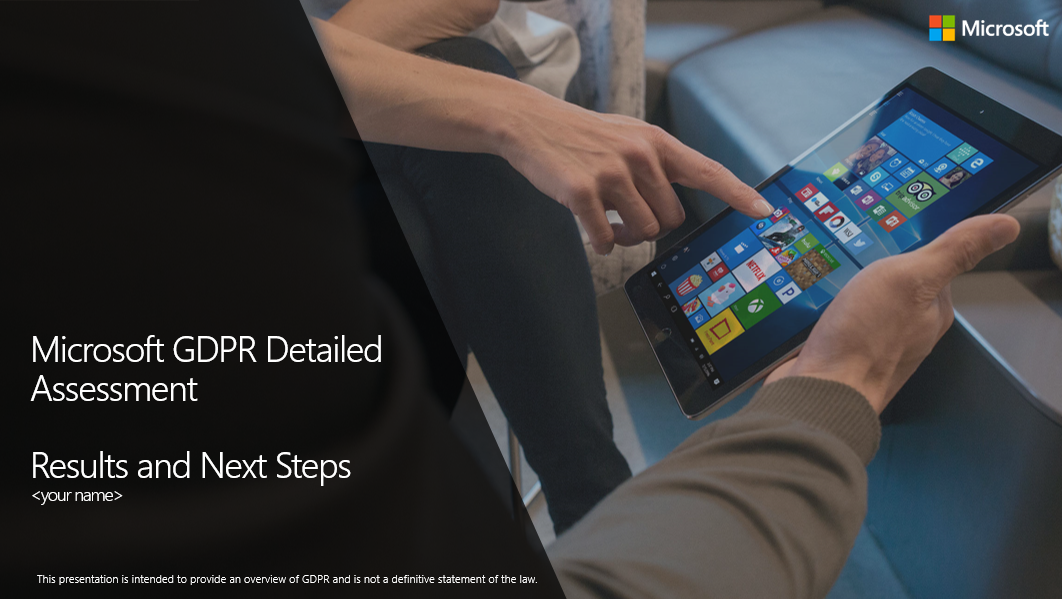 Microsoft
NETFLIX
Microsoft GDPR Detailed
Assessment
Results and Next Steps
<your name>
This presentation is intended to provide an overview of GDPR and is not a definitive statement of the law.